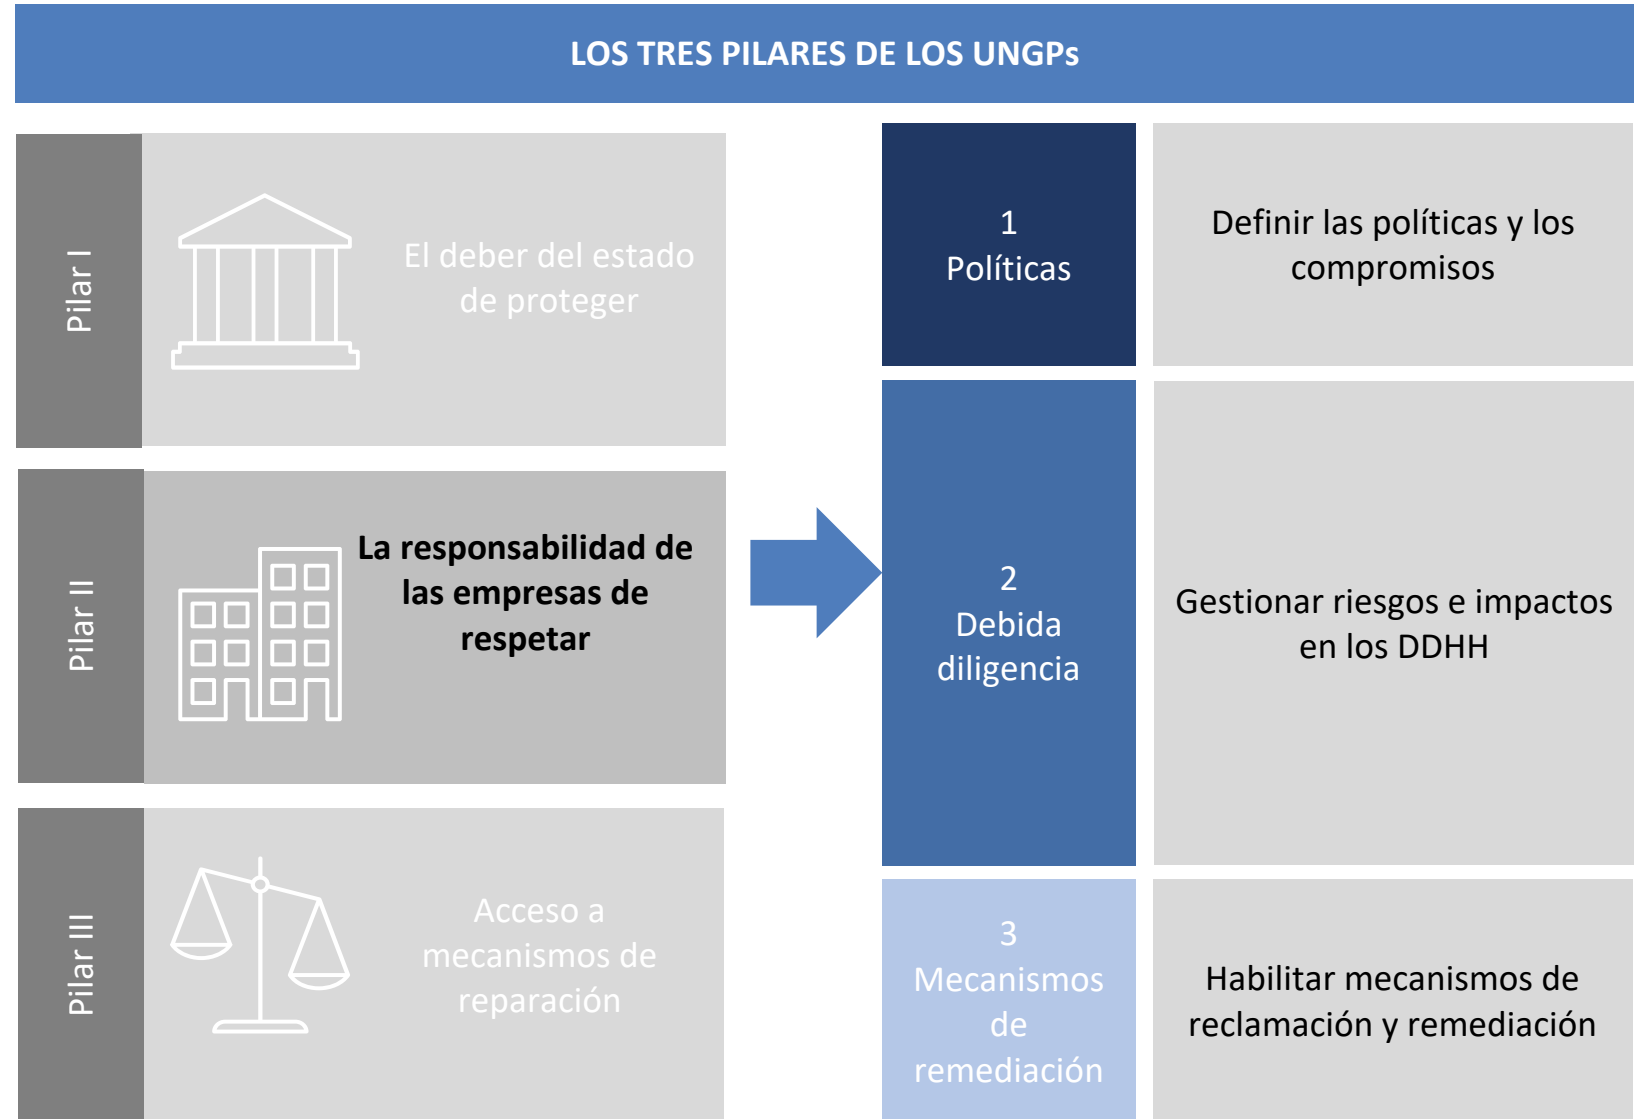 LOS TRES PILARES DE LOS UNGPs
Pilar I
El deber del estado
de proteger
Pilar II
La responsabilidad de
las empresas de
respetar
Pilar III
Acceso a
mecanismos de
reparación
1
Políticas
Definir las políticas y los
compromisos
2
Debida
diligencia
Gestionar riesgos e impactos
en los DDHH
3
Mecanismos
de
remediación
Habilitar mecanismos de
reclamación y remediación